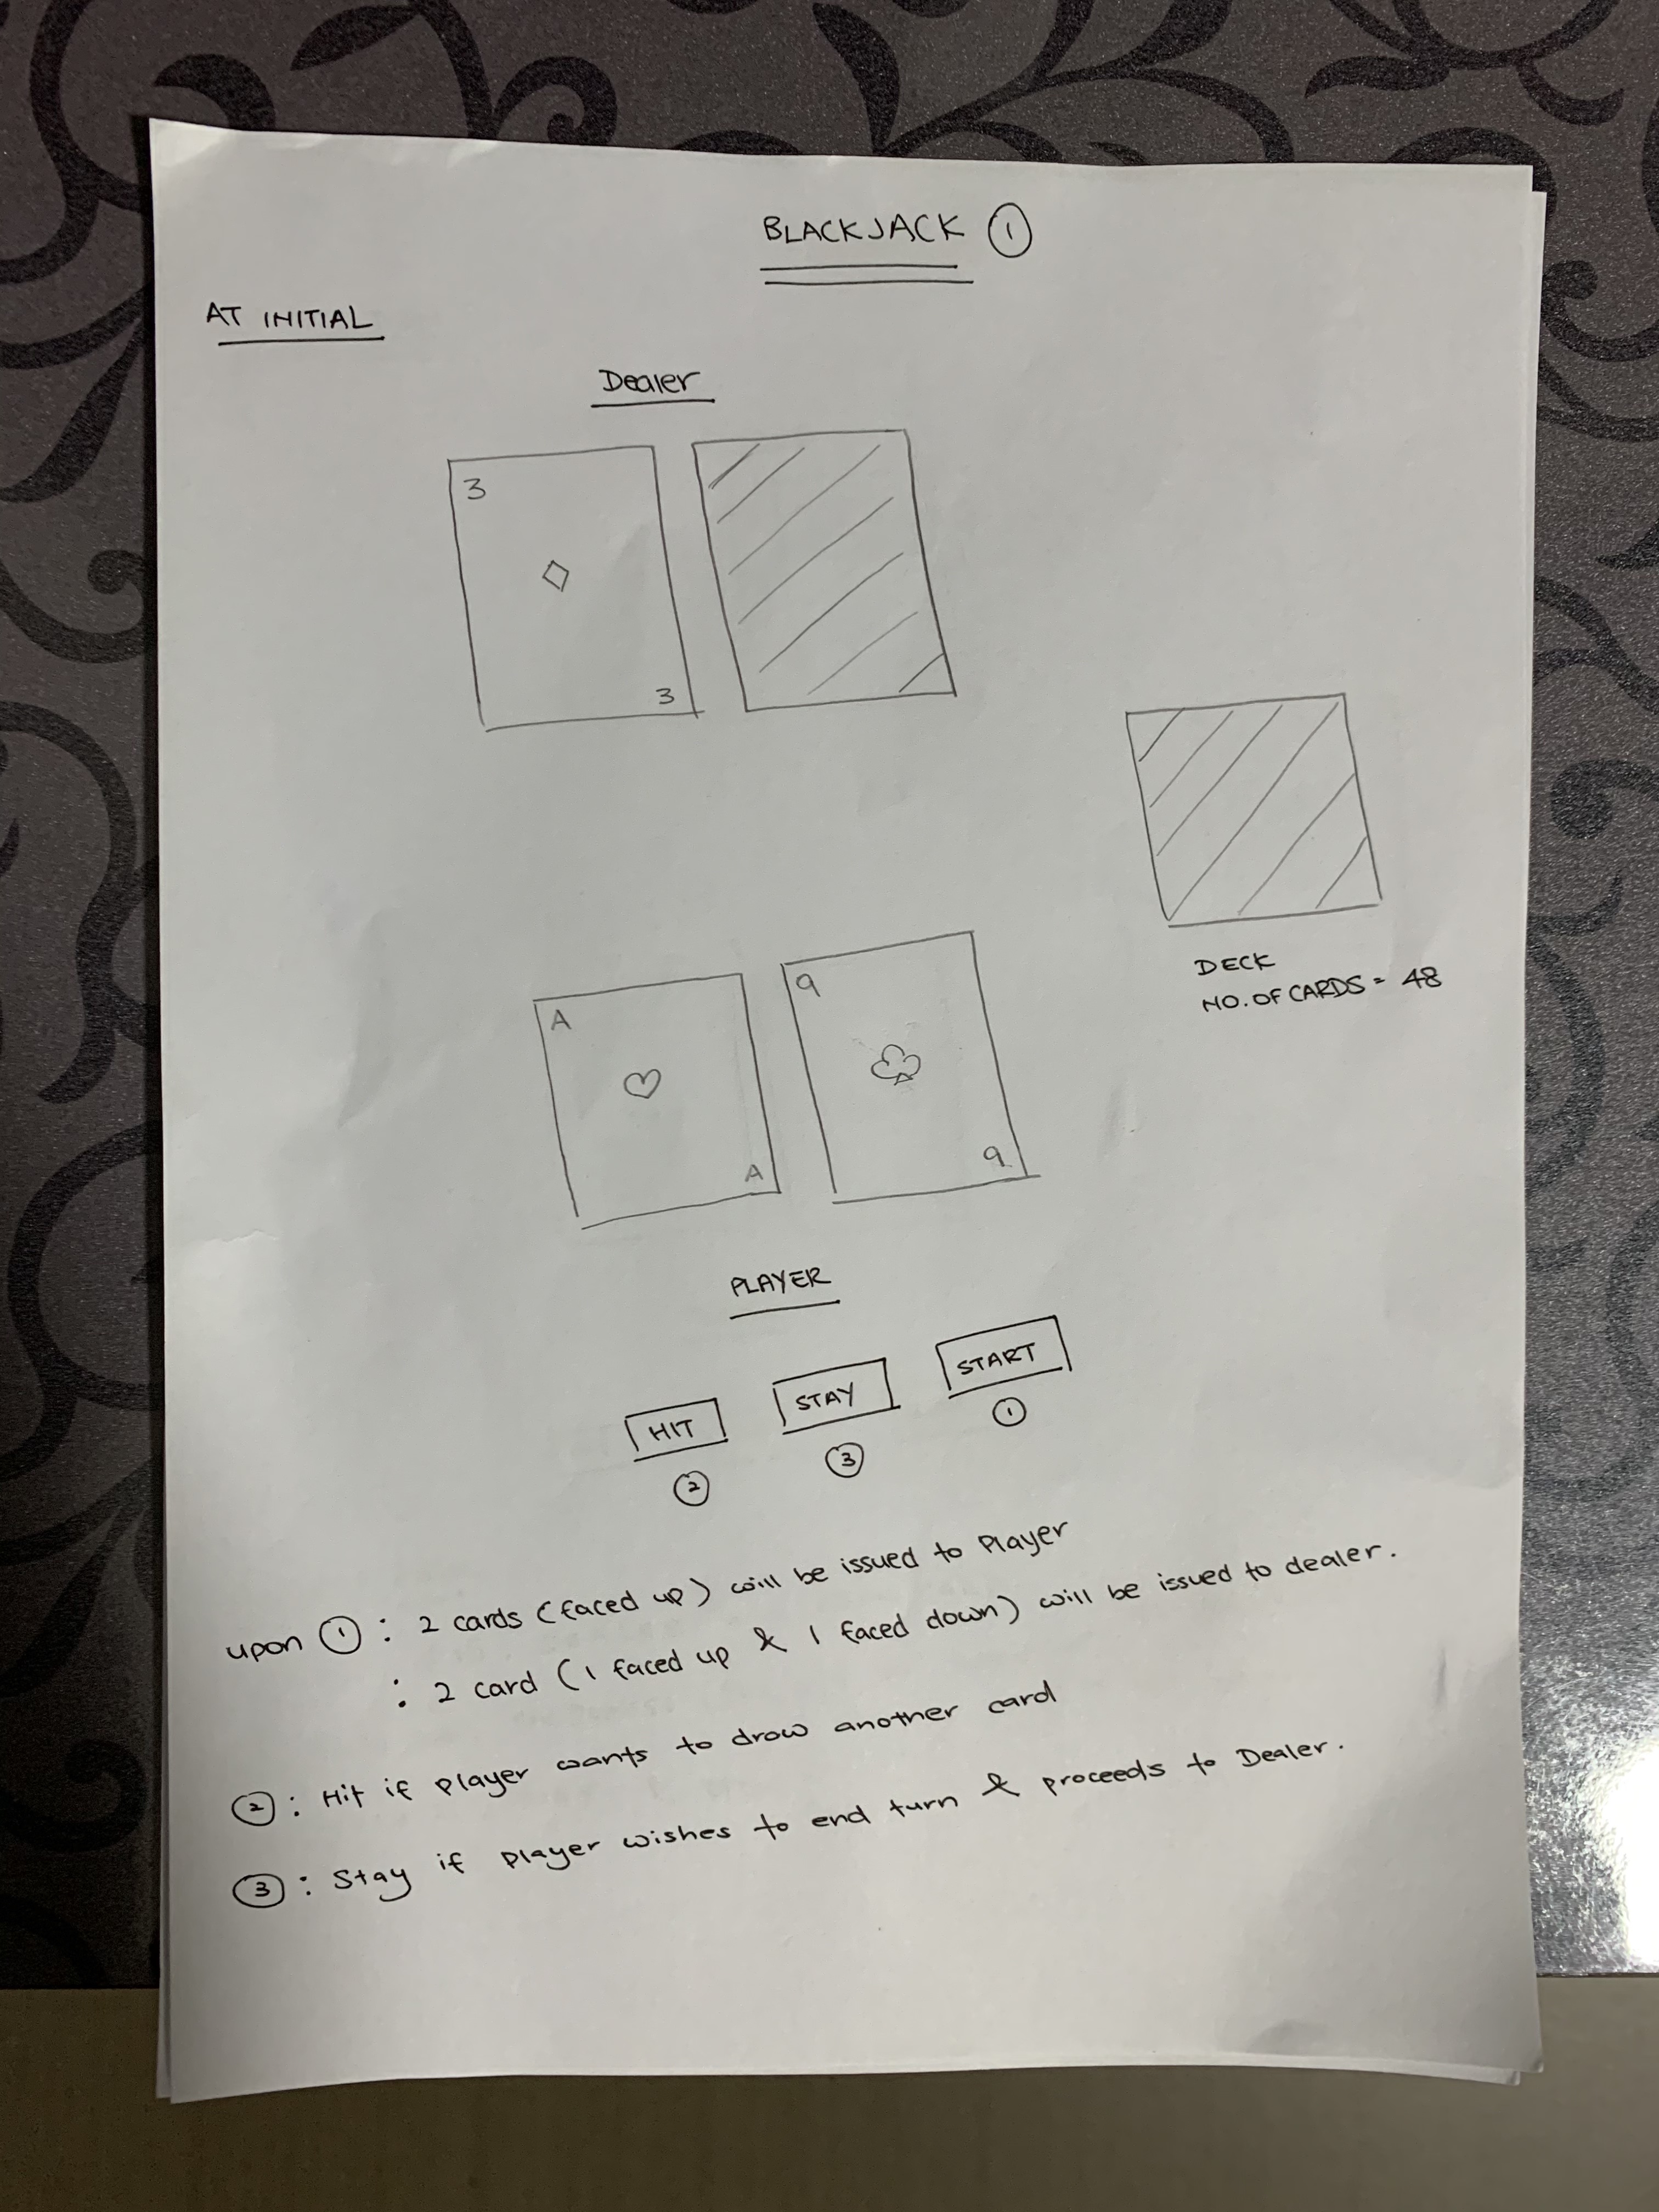 BLACKJACK 1
AT INITIAL
Dealer
3
3
DECK
NO. OF CARDS = 48
A
A
9
9
PLAYER
HIT
STAY
START
2
3
1
upon 1 : 2 cards (faced up) will be issued to Player
: 2 card (1 faced up & 1 faced down) will be issued to dealer.
2 : Hit if player wants to draw another card
3 : Stay if player wishes to end turn & proceeds to Dealer.